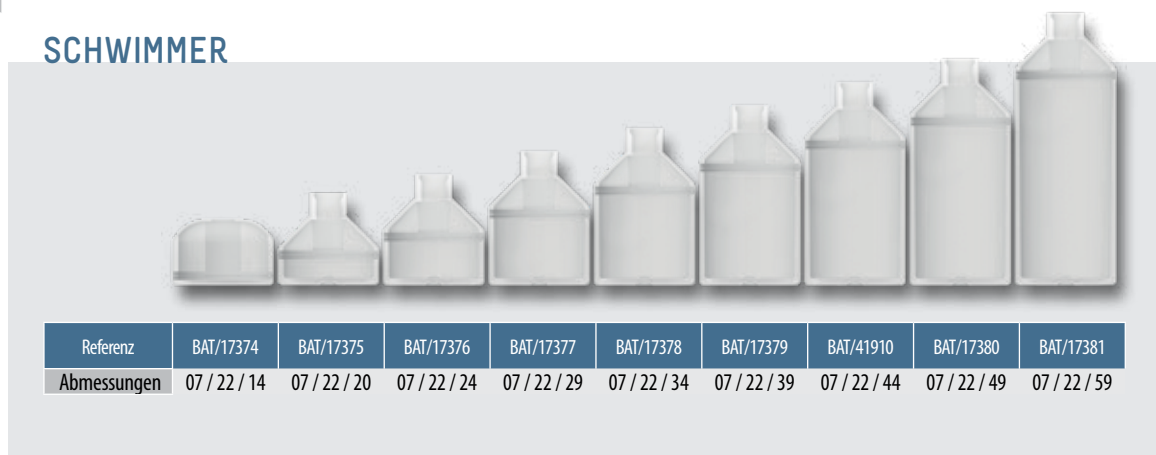 SCHWIMMER
Referenz BAT/17374 BAT/17375 BAT/17376 BAT/17377 BAT/17378 BAT/17379 BAT/41910 BAT/17380 BAT/17381
Abmessungen 07 / 22 / 14 07 / 22 / 20 07 / 22 / 24 07 / 22 / 29 07 / 22 / 34 07 / 22 / 39 07 / 22 / 44 07 / 22 / 49 07 / 22 / 59